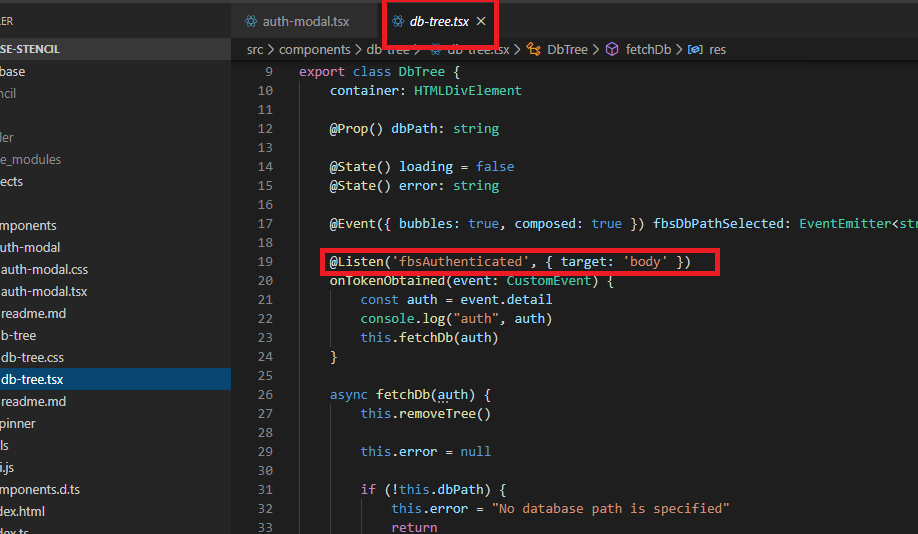 ER
auth-modal.tsx
db-tree.tsx
SE-STENCIL
src > components > db-tree > db-tree.tsx > DbTree > fetchDb > res
base
ncil
der
e_modules
ects
mponents
uth-modal
auth-modal.css
auth-modal.tsx
readme.md
b-tree
db-tree.css
db-tree.tsx
readme.md
pinner
ls
i.js
mponents.d.ts
dex.html
dex.ts
9 export class DbTree {
10 container: HTMLDivElement
11
12 @Prop() dbPath: string
13
14 @State() loading = false
15 @State() error: string
16
17 @Event({ bubbles: true, composed: true }) fbsDbPathSelected: EventEmitter<str
18
19 @Listen('fbsAuthenticated', { target: 'body' })
20 onTokenObtained(event: CustomEvent) {
21 const auth = event.detail
22 console.log("auth", auth)
23 this.fetchDb(auth)
24 }
25
26 async fetchDb(auth) {
27 this.removeTree()
28
29 this.error = null
30
31 if (!this.dbPath) {
32 this.error = "No database path is specified"
33 return